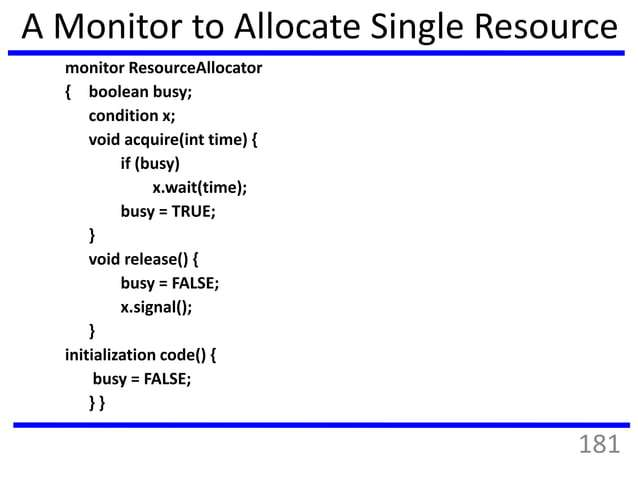 A Monitor to Allocate Single Resource
monitor ResourceAllocator
{ boolean busy;
condition x;
void acquire(int time) {
if (busy)
x.wait(time);
busy = TRUE;
}
void release() {
busy = FALSE;
x.signal();
}
initialization code() {
busy = FALSE;
} }
181